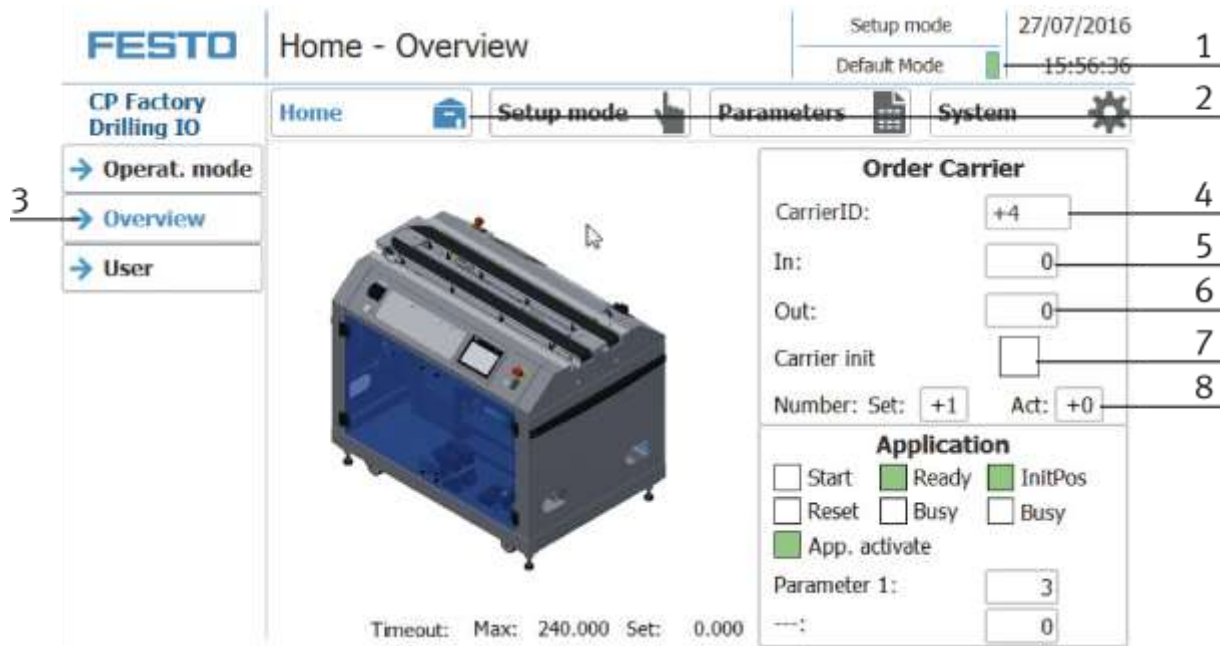 FESTO
Home - Overview
Setup mode
27/07/2016
Default Mode
15:56:36
1
CP Factory
Drilling IO
Home
Setup mode
Parameters
System
2
Operat. mode
Overview
3
User
Order Carrier
CarrierID: +4
4
In: 0
5
Out: 0
6
Carrier init
7
Number: Set: +1 Act: +0
8
Application
Start Ready InitPos
Reset Busy Busy
App. activate
Parameter 1: 3
---: 0
Timeout: Max: 240.000 Set: 0.000